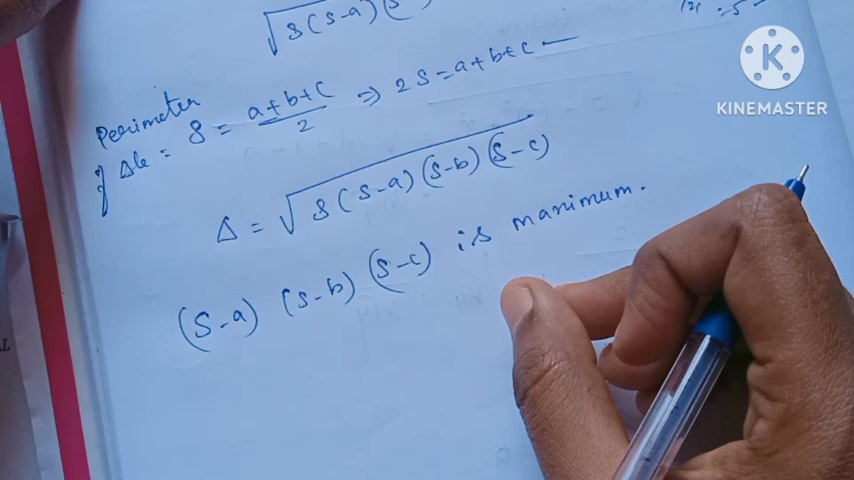 √s(s-a)(s
Perimeter
of Δle = s = a+b+c/2 ⇒ 2s = a+b+c
Δ = √s(s-a)(s-b)(s-c)
(s-a) (s-b) (s-c) is maximum.
KINEMASTER